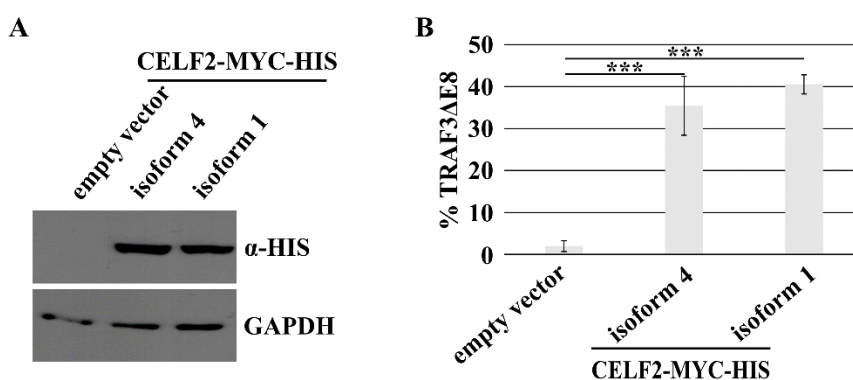 A
CELF2-MYC-HIS
empty vector
isoform 4
isoform 1
α-HIS
GAPDH
B
% TRAF3ΔE8
50
40
30
20
10
0
***
***
empty vector
isoform 4
isoform 1
CELF2-MYC-HIS